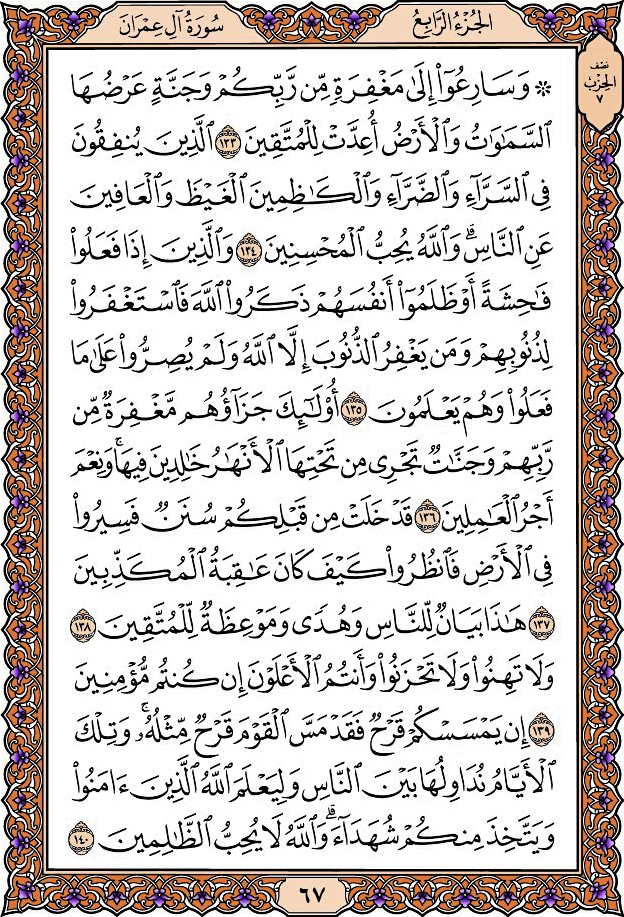 سُورَةُ آلِ عِمْرَان
الجُزْءُ الرَّابِعُ
نِصْف
الحِزْب
٧
۞ وَسَارِعُوٓا۟ إِلَىٰ مَغْفِرَةٍ مِّن رَّبِّكُمْ وَجَنَّةٍ عَرْضُهَا
ٱلسَّمَٰوَٰتُ وَٱلْأَرْضُ أُعِدَّتْ لِلْمُتَّقِينَ ١٣٣ ٱلَّذِينَ يُنفِقُونَ
فِى ٱلسَّرَّآءِ وَٱلضَّرَّآءِ وَٱلْكَٰظِمِينَ ٱلْغَيْظَ وَٱلْعَافِينَ
عَنِ ٱلنَّاسِ ۗ وَٱللَّهُ يُحِبُّ ٱلْمُحْسِنِينَ ١٣٤ وَٱلَّذِينَ إِذَا فَعَلُوا۟
فَٰحِشَةً أَوْ ظَلَمُوٓا۟ أَنفُسَهُمْ ذَكَرُوا۟ ٱللَّهَ فَٱسْتَغْفَرُوا۟
لِذُنُوبِهِمْ وَمَن يَغْفِرُ ٱلذُّنُوبَ إِلَّا ٱللَّهُ وَلَمْ يُصِرُّوا۟ عَلَىٰ مَا
فَعَلُوا۟ وَهُمْ يَعْلَمُونَ ١٣٥ أُو۟لَٰٓئِكَ جَزَآؤُهُم مَّغْفِرَةٌ مِّن
رَّبِّهِمْ وَجَنَّٰتٌ تَجْرِى مِن تَحْتِهَا ٱلْأَنْهَٰرُ خَٰلِدِينَ فِيهَا ۚ وَنِعْمَ
أَجْرُ ٱلْعَٰمِلِينَ ١٣٦ قَدْ خَلَتْ مِن قَبْلِكُمْ سُنَنٌ فَسِيرُوا۟
فِى ٱلْأَرْضِ فَٱنظُرُوا۟ كَيْفَ كَانَ عَٰقِبَةُ ٱلْمُكَذِّبِينَ
١٣٧ هَٰذَا بَيَانٌ لِّلنَّاسِ وَهُدًى وَمَوْعِظَةٌ لِّلْمُتَّقِينَ ١٣٨
وَلَا تَهِنُوا۟ وَلَا تَحْزَنُوا۟ وَأَنتُمُ ٱلْأَعْلَوْنَ إِن كُنتُم مُّؤْمِنِينَ
١٣٩ إِن يَمْسَسْكُمْ قَرْحٌ فَقَدْ مَسَّ ٱلْقَوْمَ قَرْحٌ مِّثْلُهُۥ ۚ وَتِلْكَ
ٱلْأَيَّامُ نُدَاوِلُهَا بَيْنَ ٱلنَّاسِ وَلِيَعْلَمَ ٱللَّهُ ٱلَّذِينَ ءَامَنُوا۟
وَيَتَّخِذَ مِنكُمْ شُهَدَآءَ ۗ وَٱللَّهُ لَا يُحِبُّ ٱلظَّٰلِمِينَ ١٤٠
٦٧